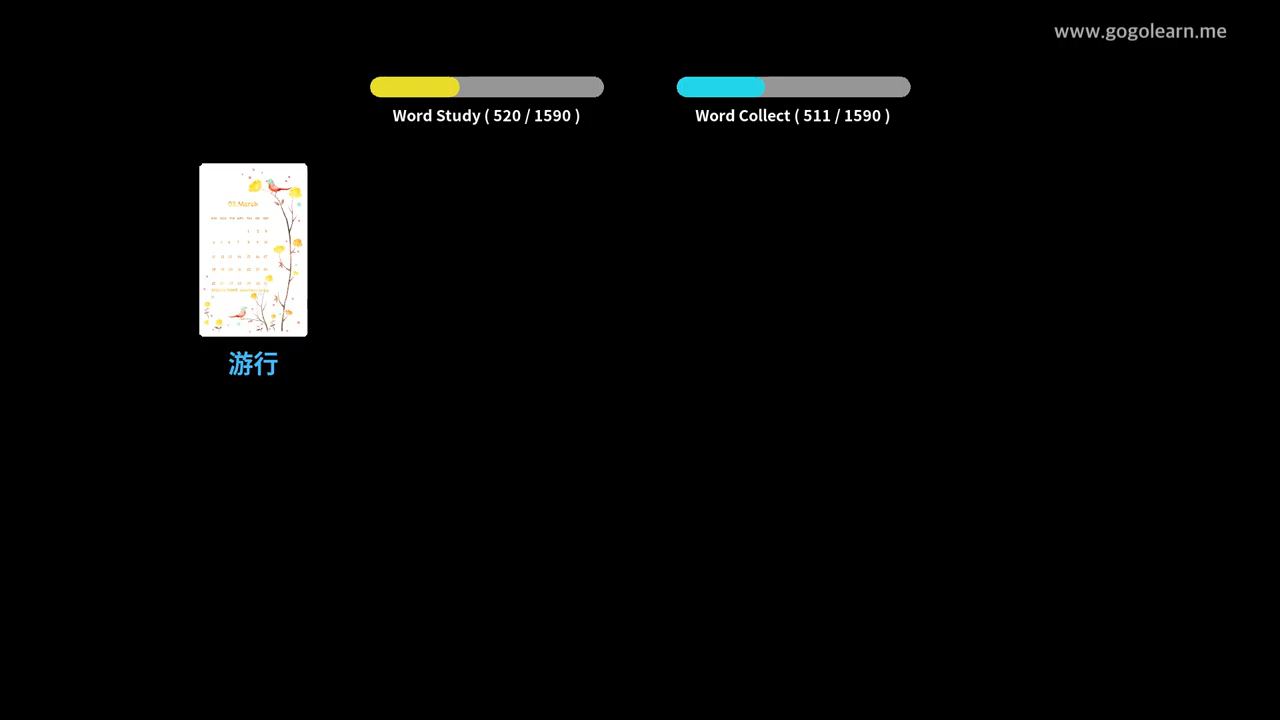 www.gogolearn.me
Word Study ( 520 / 1590 )
Word Collect ( 511 / 1590 )
03 March
游行